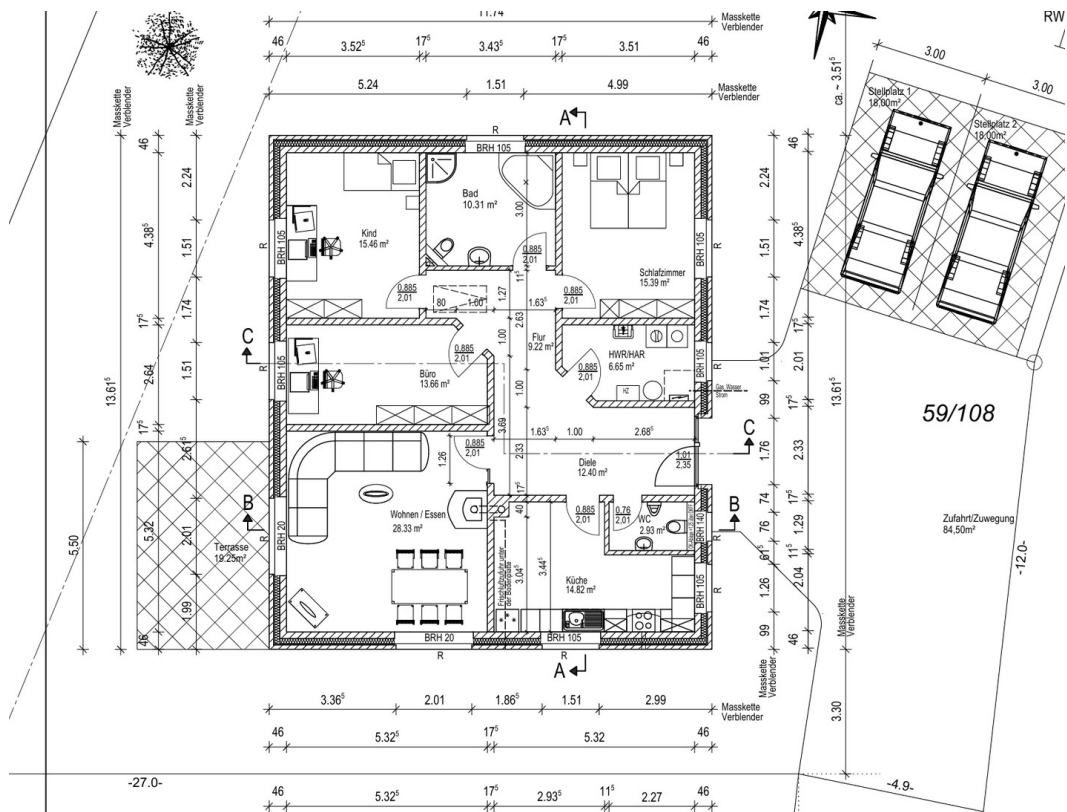 11.74
Masskette
Verblender
RW
46
3.52⁵
17⁵
3.43⁵
17⁵
3.51
46
3.00
3.00
5.24
1.51
4.99
Masskette
Verblender
ca. ~ 3.51⁵
Stellplatz 1
18,00m²
Stellplatz 2
18.00m²
Masskette
Verblender
Masskette
Verblender
A
R
BRH 105
46
2.24
4.38⁵
1.51
1.74
17⁵
2.64
1.51
13.61⁵
17⁵
2.61⁵
5.32
5.50
2.01
1.99
46
R
BRH 105
R
BRH 105
R
BRH 20
Kind
15.46 m²
Bad
10.31 m²
3.00
Schlafzimmer
15.39 m²
0.885
2,01
0.885
2,01
0.885
2,01
11⁵
80
1.00
1.27
1.63⁵
2.63
Flur
9.22 m²
HWR/HAR
6.65 m²
0.885
2,01
HZ
Gas, Wasser
Strom
C
Büro
13.66 m²
0.885
2,01
1.00
1.00
3.69
1.63⁵
1.00
2.68⁵
2.33
Diele
12.40 m²
1.01
2,35
C
0.885
2,01
1.26
17⁵
40
Wohnen / Essen
28.33 m²
0.885
2,01
0.76
2,01
WC
2.93 m²
BRH 140
B
B
Terrasse
19.25m²
Frischluftzufuhr unter
der Bodenplatte
3.04⁵
3.44⁵
Küche
14.82 m²
BRH 105
BRH 105
R
R
R
R
BRH 20
BRH 105
R
R
A
46
2.24
4.38⁵
1.51
1.74
17⁵
1.01
2.01
99
17⁵
13.61⁵
1.76
2.33
74
17⁵
76
1.29
61⁵
11⁵
1.26
2.04
99
46
Masskette
Verblender
Masskette
Verblender
59/108
Zufahrt/Zuwegung
84,50m²
-12.0-
3.30
3.36⁵
2.01
1.86⁵
1.51
2.99
Masskette
Verblender
46
5.32⁵
17⁵
5.32
46
-27.0-
-4.9-
46
5.32⁵
17⁵
2.93⁵
11⁵
2.27
46